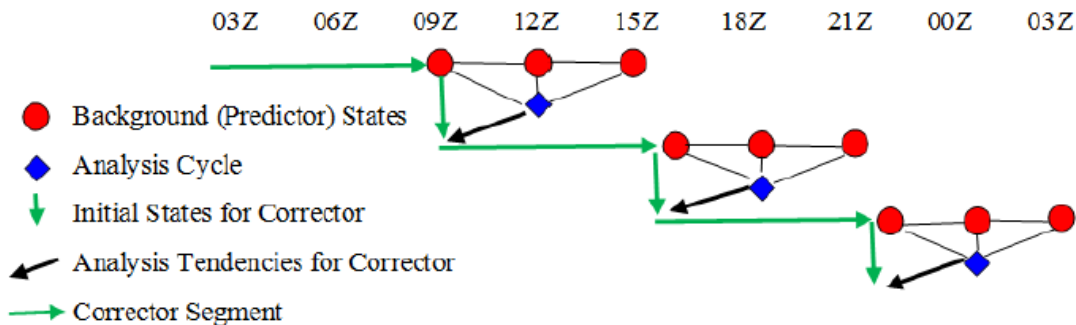 03Z 06Z 09Z 12Z 15Z 18Z 21Z 00Z 03Z
Background (Predictor) States
Analysis Cycle
Initial States for Corrector
Analysis Tendencies for Corrector
Corrector Segment